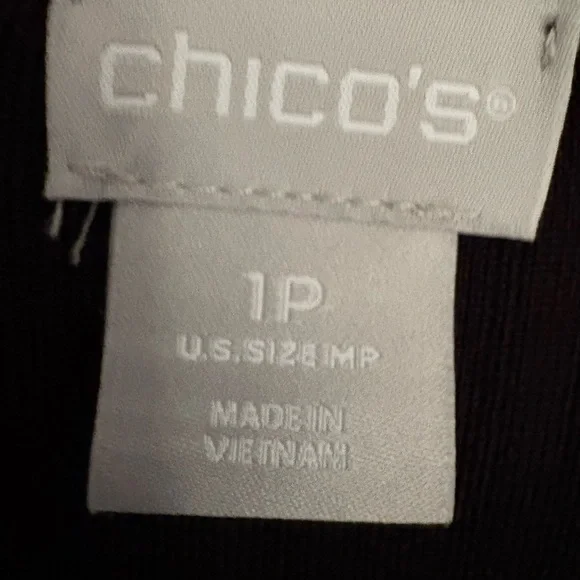 chico's®
1P
U.S. SIZE MP
MADE IN
VIETNAM